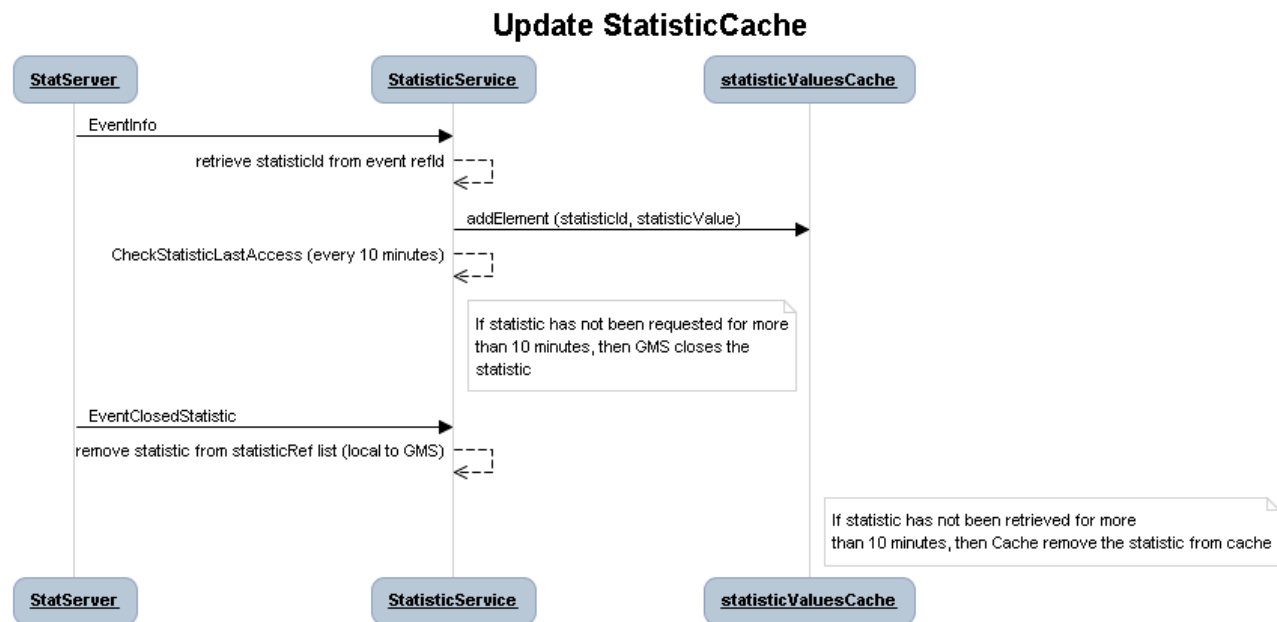 Update StatisticCache
StatServer
StatisticService
statisticValuesCache
EventInfo
retrieve statisticId from event refId
addElement (statisticId, statisticValue)
CheckStatisticLastAccess (every 10 minutes)
If statistic has not been requested for more
than 10 minutes, then GMS closes the
statistic
EventClosedStatistic
remove statistic from statisticRef list (local to GMS)
If statistic has not been retrieved for more
than 10 minutes, then Cache remove the statistic from cache
StatServer
StatisticService
statisticValuesCache